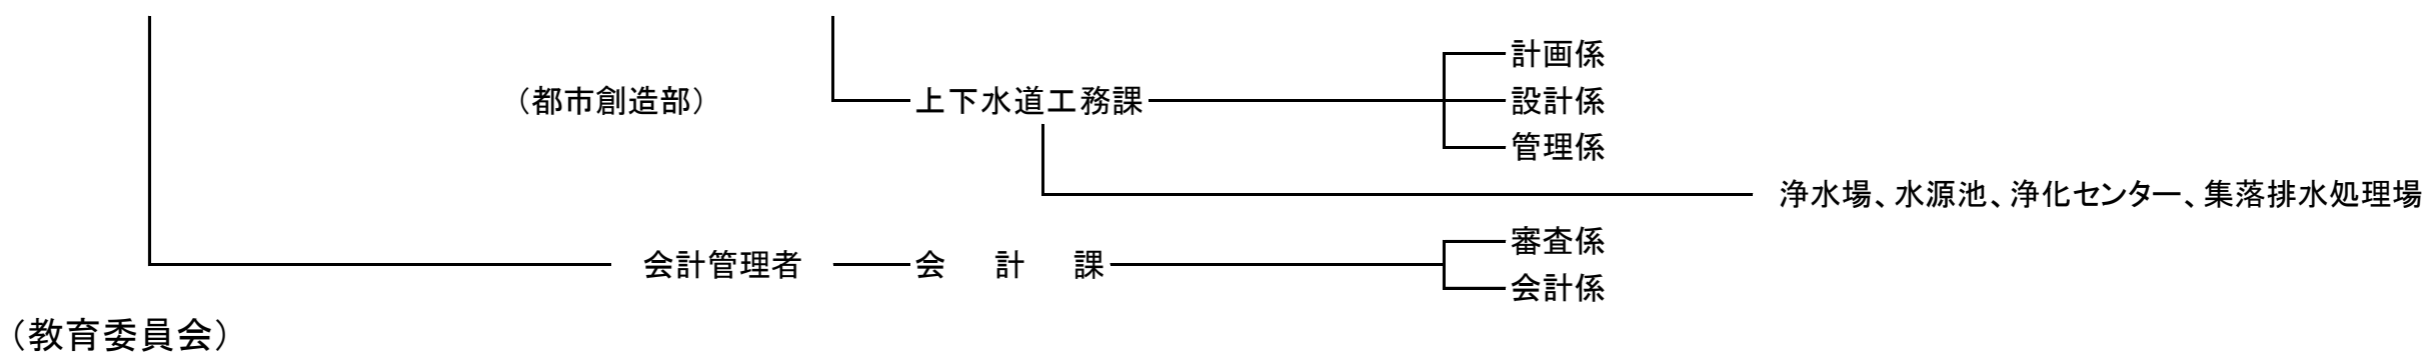 計画係
(都市創造部) 上下水道工務課 設計係
管理係
浄水場、水源池、浄化センター、集落排水処理場
審査係
会計管理者 会 計 課
会計係
(教育委員会)